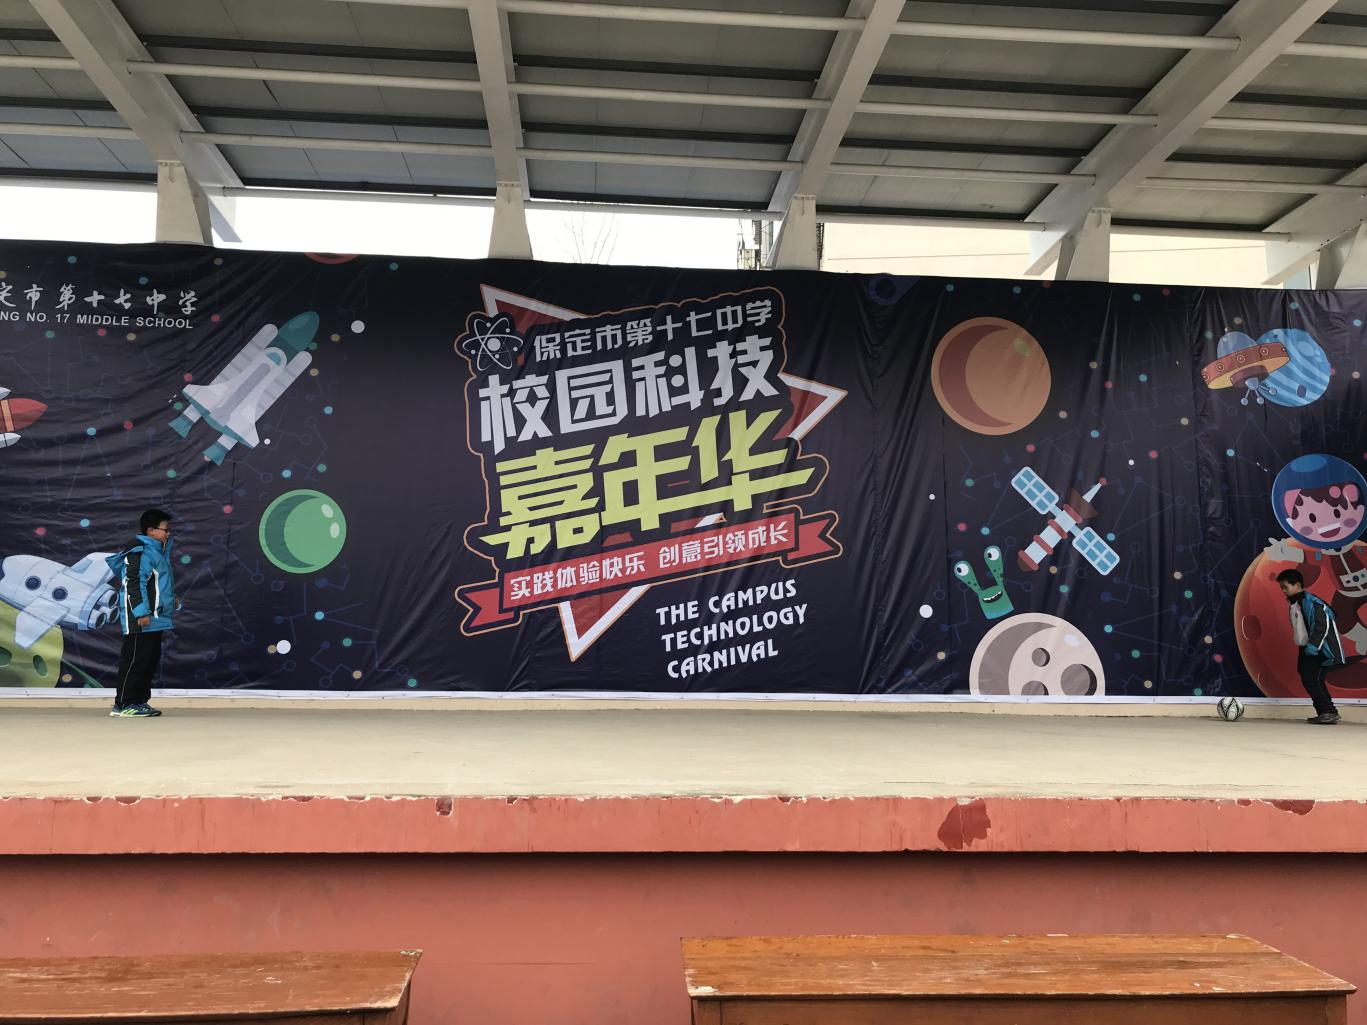 定市第十七中学
NG NO. 17 MIDDLE SCHOOL
保定市第十七中学
校园科技
嘉年华
实践体验快乐 创意引领成长
THE CAMPUS
TECHNOLOGY
CARNIVAL